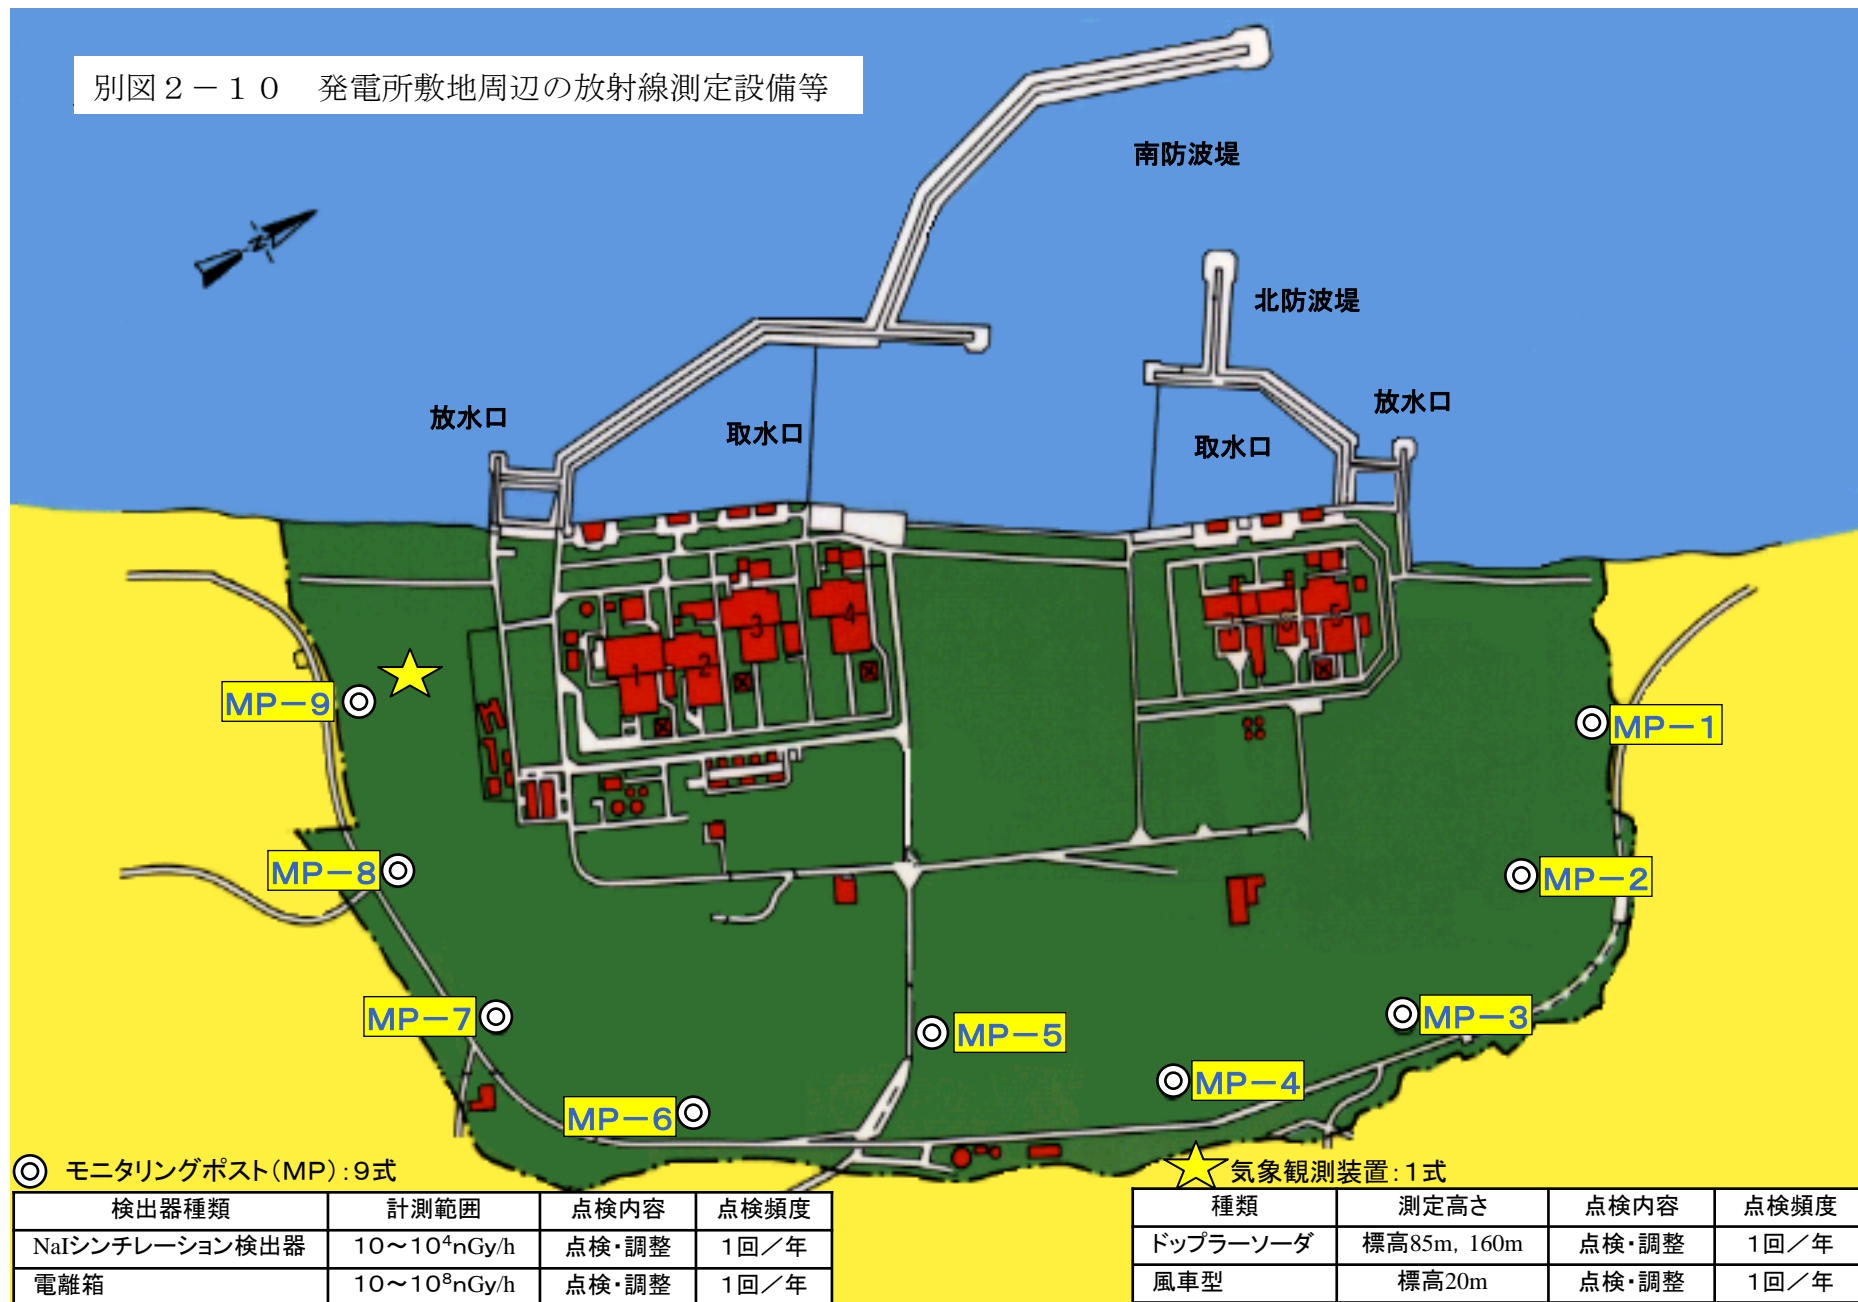 別図２－１０　発電所敷地周辺の放射線測定設備等
南防波堤
北防波堤
N
放水口
取水口
取水口
放水口
1
2
3
4
7
6
5
MP－9
MP－1
MP－8
MP－2
MP－7
MP－5
MP－3
MP－6
MP－4
モニタリングポスト（MP）：9式
検出器種類 計測範囲 点検内容 点検頻度
NaIシンチレーション検出器 10～10⁴nGy/h 点検・調整 1回／年
電離箱 10～10⁸nGy/h 点検・調整 1回／年
気象観測装置：1式
種類 測定高さ 点検内容 点検頻度
ドップラーソーダ 標高85m, 160m 点検・調整 1回／年
風車型 標高20m 点検・調整 1回／年